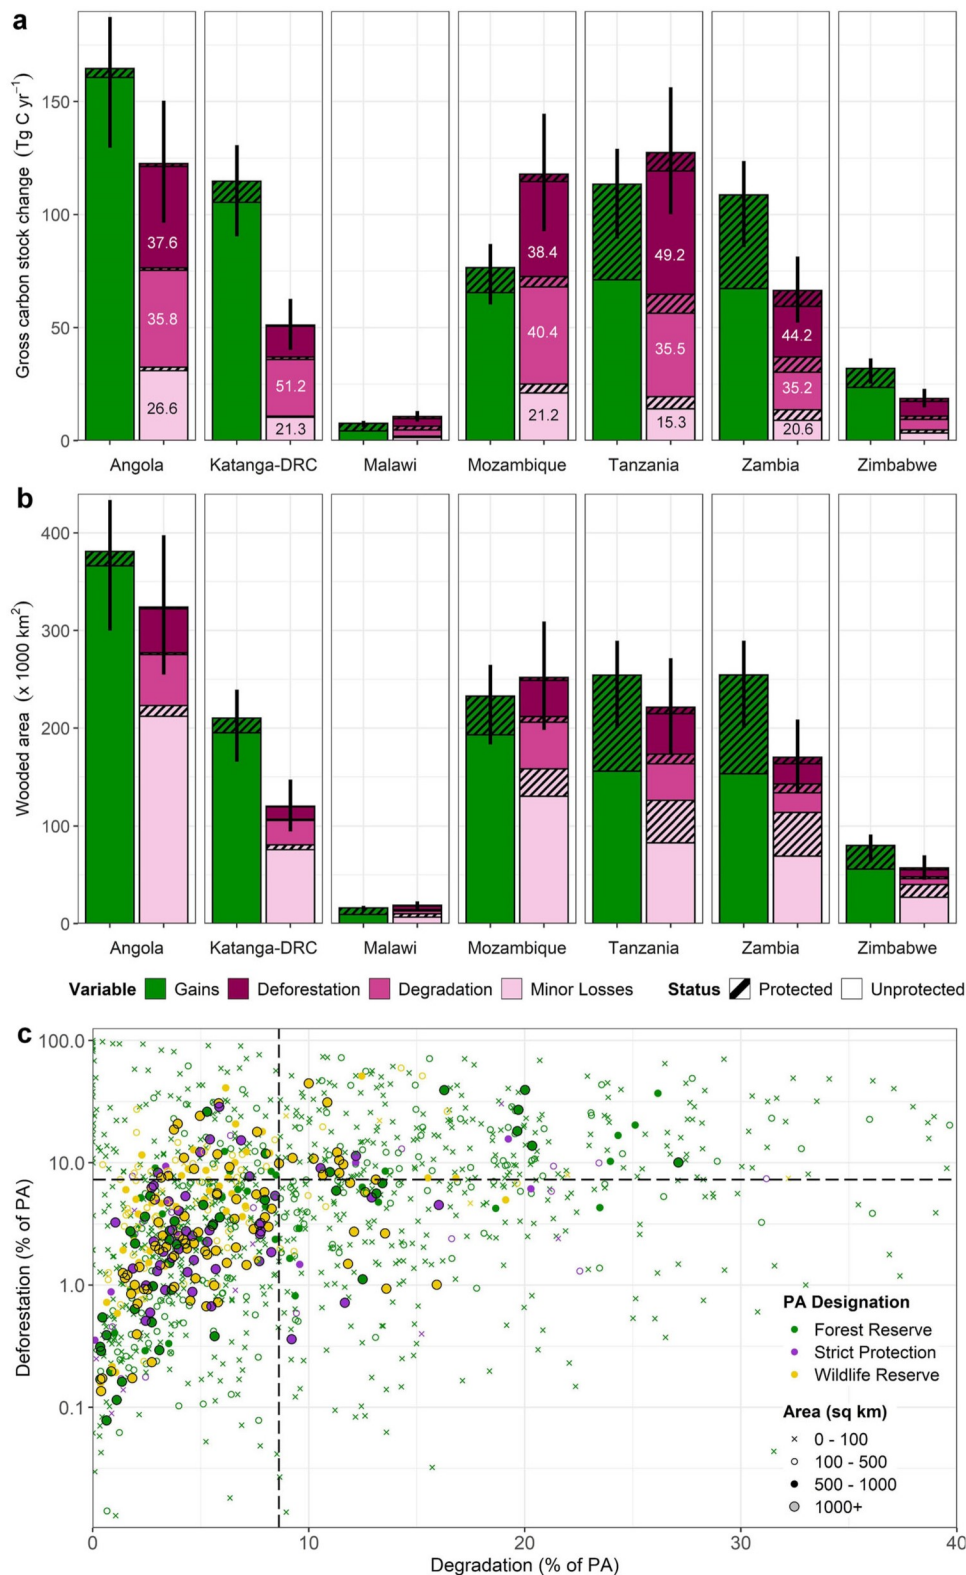 a
Gross carbon stock change (Tg C yr⁻¹)
150
100
50
0
37.6
35.8
26.6
51.2
21.3
38.4
40.4
21.2
49.2
35.5
15.3
44.2
35.2
20.6
Angola
Katanga-DRC
Malawi
Mozambique
Tanzania
Zambia
Zimbabwe
b
Wooded area (x 1000 km²)
400
300
200
100
0
Angola
Katanga-DRC
Malawi
Mozambique
Tanzania
Zambia
Zimbabwe
Variable Gains Deforestation Degradation Minor Losses Status Protected Unprotected
c
Deforestation (% of PA)
100.0
10.0
1.0
0.1
PA Designation
Forest Reserve
Strict Protection
Wildlife Reserve
Area (sq km)
0 - 100
100 - 500
500 - 1000
1000+
0
10
20
30
40
Degradation (% of PA)